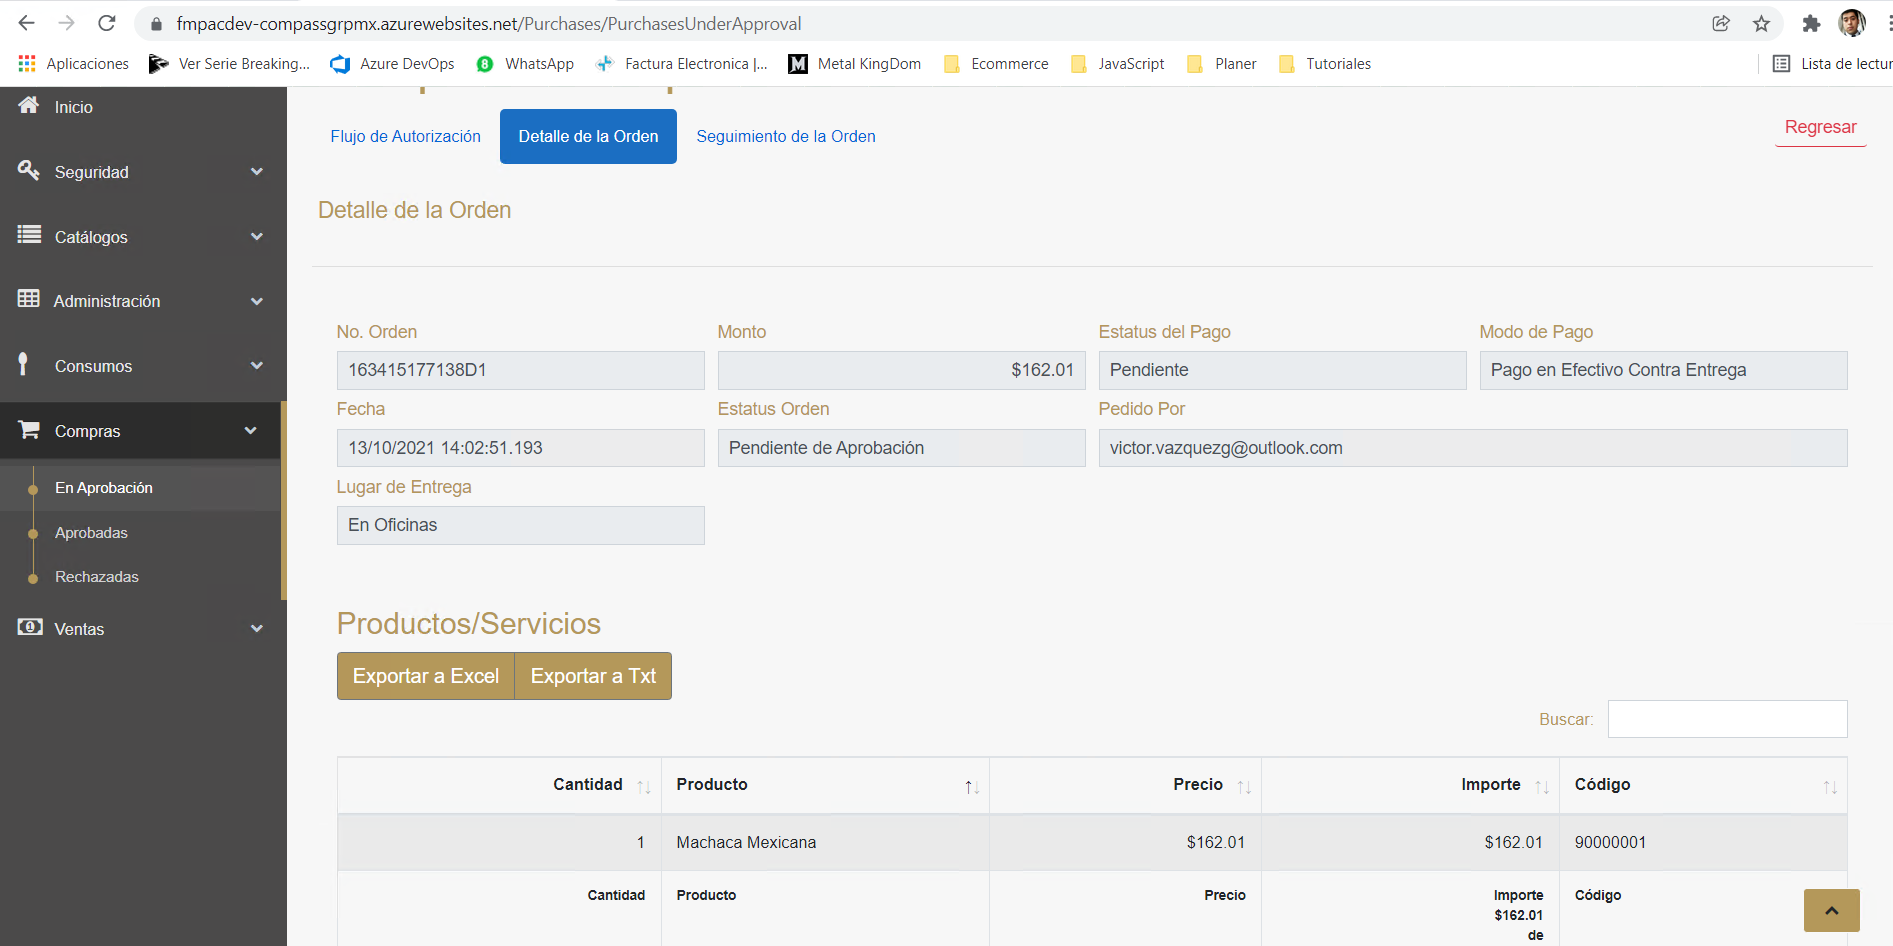 fmpacdev-compassgrpmx.azurewebsites.net/Purchases/PurchasesUnderApproval
Aplicaciones
Ver Serie Breaking...
Azure DevOps
8 WhatsApp
Factura Electronica |...
M Metal KingDom
Ecommerce
JavaScript
Planer
Tutoriales
Lista de lectur
Inicio
Seguridad
Catálogos
Administración
Consumos
Compras
En Aprobación
Aprobadas
Rechazadas
Ventas
Flujo de Autorización
Detalle de la Orden
Seguimiento de la Orden
Regresar
Detalle de la Orden
No. Orden
163415177138D1
Monto
$162.01
Estatus del Pago
Pendiente
Modo de Pago
Pago en Efectivo Contra Entrega
Fecha
13/10/2021 14:02:51.193
Estatus Orden
Pendiente de Aprobación
Pedido Por
victor.vazquezg@outlook.com
Lugar de Entrega
En Oficinas
Productos/Servicios
Exportar a Excel
Exportar a Txt
Buscar:
Cantidad Producto Precio Importe Código
1 Machaca Mexicana $162.01 $162.01 90000001
Cantidad Producto Precio Importe Código
$162.01
de